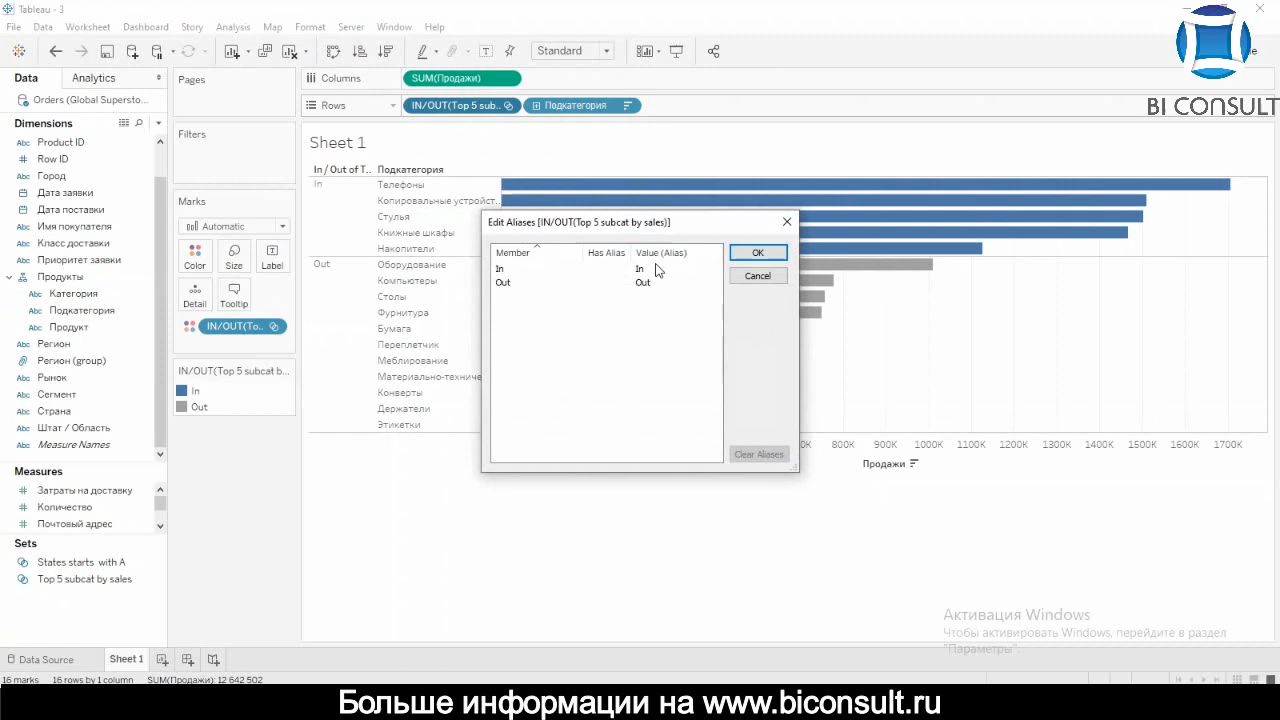 Tableau - 3
File Data Worksheet Dashboard Story Analysis Map Format Server Window Help
Standard
Data Analytics
Orders (Global Supersto...
Dimensions
Product ID
Row ID
Город
Дата заявки
Дата поставки
Имя покупателя
Класс доставки
Приоритет заявки
Продукты
Категория
Подкатегория
Продукт
Регион
Регион (group)
Рынок
Сегмент
Страна
Штат / Область
Measure Names
Measures
Затраты на доставку
Количество
Почтовый адрес
Sets
States starts with A
Top 5 subcat by sales
Pages
Filters
Marks
Automatic
Color Size Label
Detail Tooltip
IN/OUT(To..
IN/OUT(Top 5 subcat b...
In
Out
Columns SUM(Продажи)
Rows IN/OUT(Top 5 sub.. Подкатегория
BI CONSULT
Sheet 1
In / Out of T.. Подкатегория
In Телефоны
Копировальные устройст..
Стулья
Книжные шкафы
Накопители
Out Оборудование
Компьютеры
Столы
Фурнитура
Бумага
Переплетчик
Меблирование
Материально-техниче
Конверты
Держатели
Этикетки
Edit Aliases [IN/OUT(Top 5 subcat by sales)]
Member Has Alias Value (Alias)
In In
Out Out
OK
Cancel
Clear Aliases
0K 800K 900K 1000K 1100K 1200K 1300K 1400K 1500K 1600K 1700K
Продажи
Активация Windows
Чтобы активировать Windows, перейдите в раздел
"Параметры".
Data Source Sheet 1
16 marks 16 rows by 1 column SUM(Продажи): 12 642 502
Больше информации на www.biconsult.ru